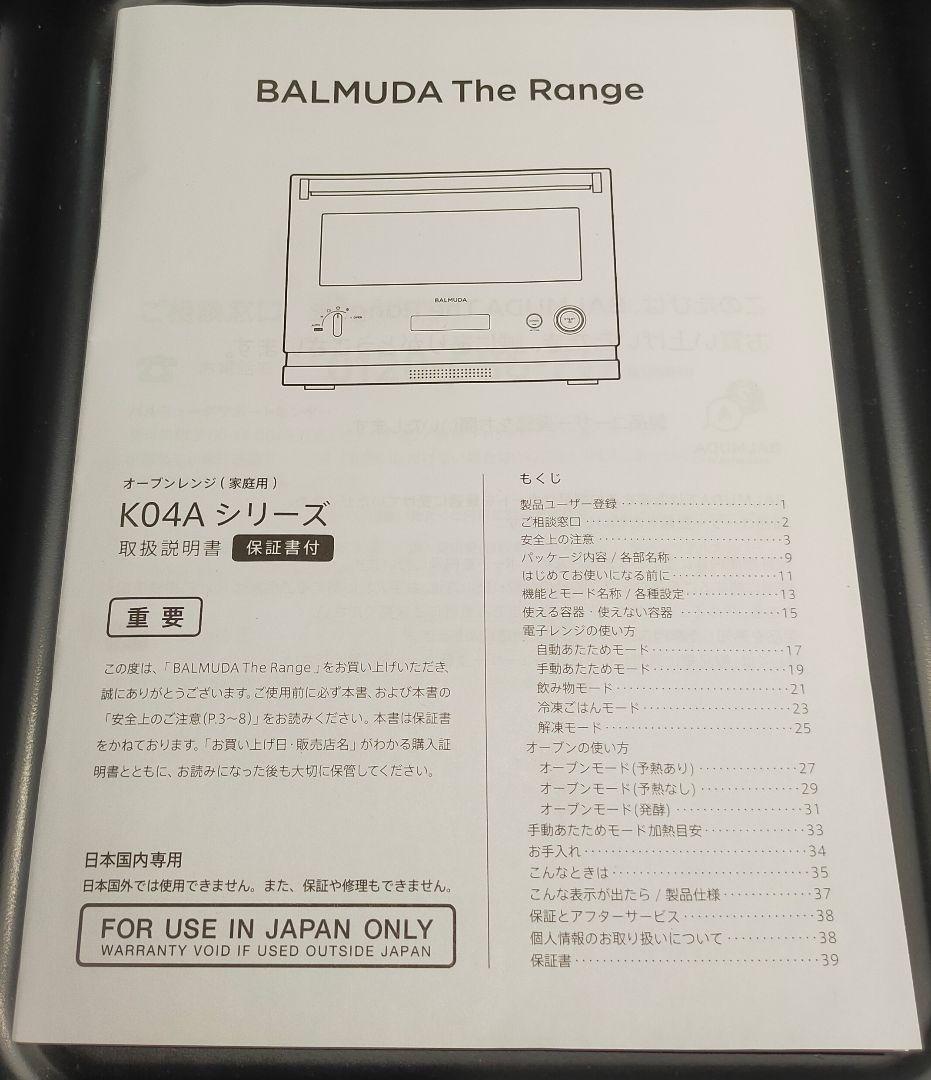 BALMUDA The Range
BALMUDA
オーブンレンジ ( 家庭用 )
K04A シリーズ
取扱説明書 保証書付
重 要
この度は、「BALMUDA The Range 」をお買い上げいただき、
誠にありがとうございます。ご使用前に必ず本書、および本書の
「安全上のご注意(P.3〜8)」をお読みください。本書は保証書
をかねております。「お買い上げ日・販売店名」がわかる購入証
明書とともに、お読みになった後も大切に保管してください。
日本国内専用
日本国外では使用できません。また、保証や修理もできません。
FOR USE IN JAPAN ONLY
WARRANTY VOID IF USED OUTSIDE JAPAN
もくじ
製品ユーザー登録 ・・・・・・・・・・・・・・・・・・・・ 1
ご相談窓口 ・・・・・・・・・・・・・・・・・・・・・・・・ 2
安全上の注意 ・・・・・・・・・・・・・・・・・・・・・・・ 3
パッケージ内容 / 各部名称 ・・・・・・・・・・・・・・ 9
はじめてお使いになる前に ・・・・・・・・・・・・・・ 11
機能とモード名称 / 各種設定 ・・・・・・・・・・・・ 13
使える容器・使えない容器 ・・・・・・・・・・・・・・ 15
電子レンジの使い方
自動あたためモード ・・・・・・・・・・・・・・・・・ 17
手動あたためモード ・・・・・・・・・・・・・・・・・ 19
飲み物モード ・・・・・・・・・・・・・・・・・・・・・ 21
冷凍ごはんモード ・・・・・・・・・・・・・・・・・・ 23
解凍モード ・・・・・・・・・・・・・・・・・・・・・・ 25
オーブンの使い方
オーブンモード(予熱あり) ・・・・・・・・・・・・ 27
オーブンモード(予熱なし) ・・・・・・・・・・・・ 29
オーブンモード(発酵) ・・・・・・・・・・・・・・・ 31
手動あたためモード加熱目安 ・・・・・・・・・・・・ 33
お手入れ ・・・・・・・・・・・・・・・・・・・・・・・・・ 34
こんなときは ・・・・・・・・・・・・・・・・・・・・・・ 35
こんな表示が出たら / 製品仕様 ・・・・・・・・・・・ 37
保証とアフターサービス ・・・・・・・・・・・・・・・ 38
個人情報のお取り扱いについて ・・・・・・・・・・・ 38
保証書 ・・・・・・・・・・・・・・・・・・・・・・・・・・ 39